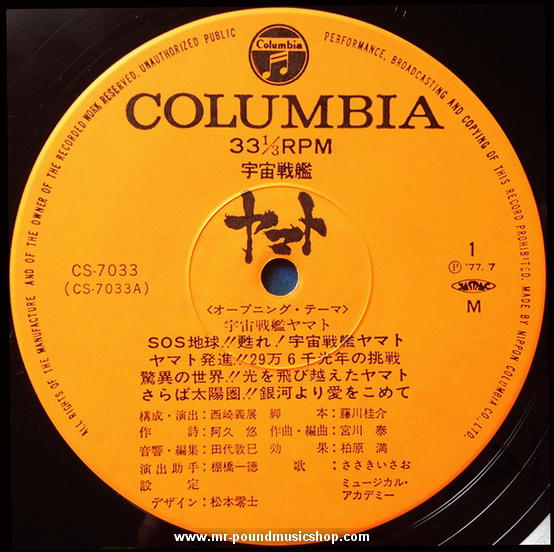 ALL RIGHTS OF THE MANUFACTURE AND OF THE OWNER OF THE RECORDED WORK RESERVED. UNAUTHORIZED PUBLIC PERFORMANCE, BROADCASTING AND COPYING OF THIS RECORD PROHIBITED. MADE BY NIPPON COLUMBIA CO., LTD.
Columbia
COLUMBIA
33⅓RPM
宇宙戦艦
ヤマト
CS-7033
(CS-7033A)
1
Ⓟ '77. 7
M
〈オープニング・テーマ〉
宇宙戦艦ヤマト
SOS地球!!甦れ!宇宙戦艦ヤマト
ヤマト発進!!29万6千光年の挑戦
驚異の世界!!光を飛び越えたヤマト
さらば太陽圏!!銀河より愛をこめて
構成・演出:西崎義展 脚本:藤川桂介
作詩:阿久悠 作曲・編曲:宮川泰
音響・編集:田代敦巳 効果:柏原満
演出助手:棚橋一徳 歌:ささきいさお
設定デザイン:松本零士 ミュージカル・アカデミー
www.mr-poundmusicshop.com